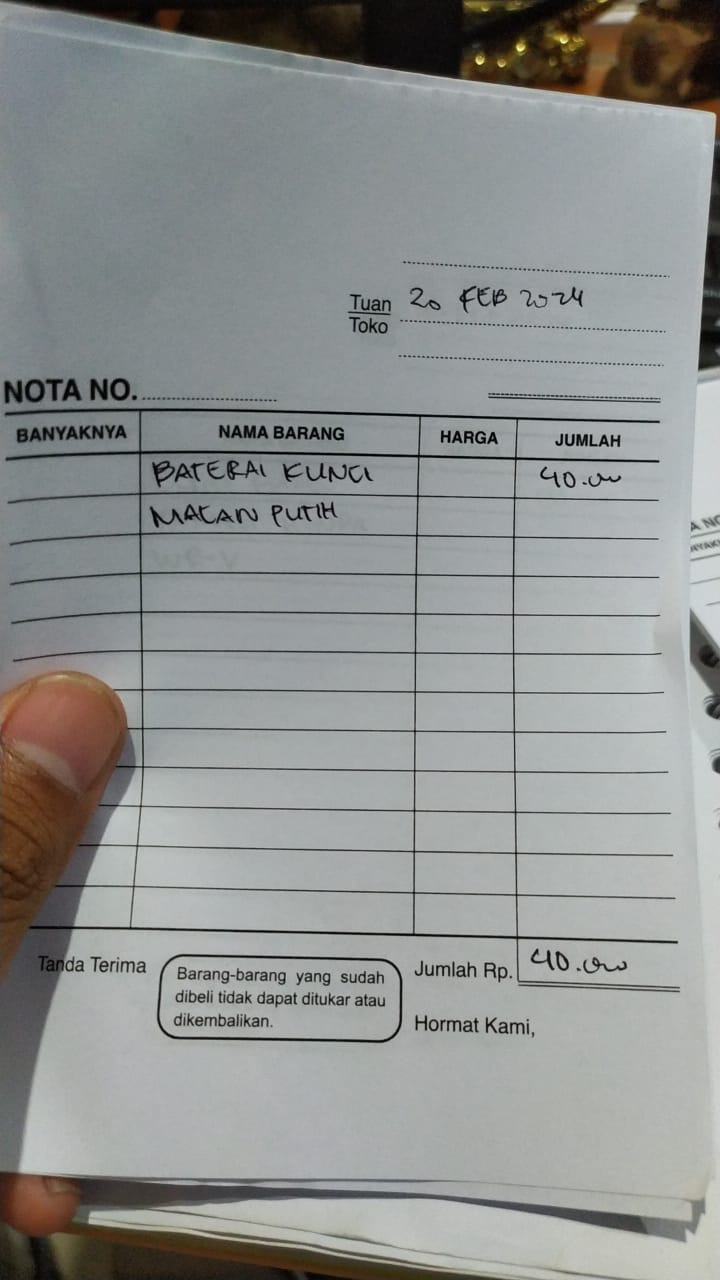 20 FEB 2024
Tuan
Toko
NOTA NO.
BANYAKNYA NAMA BARANG HARGA JUMLAH
BATERAI KUNCI 40.000
MACAN PUTIH
Tanda Terima
Barang-barang yang sudah
dibeli tidak dapat ditukar atau
dikembalikan.
Jumlah Rp. 40.000
Hormat Kami,